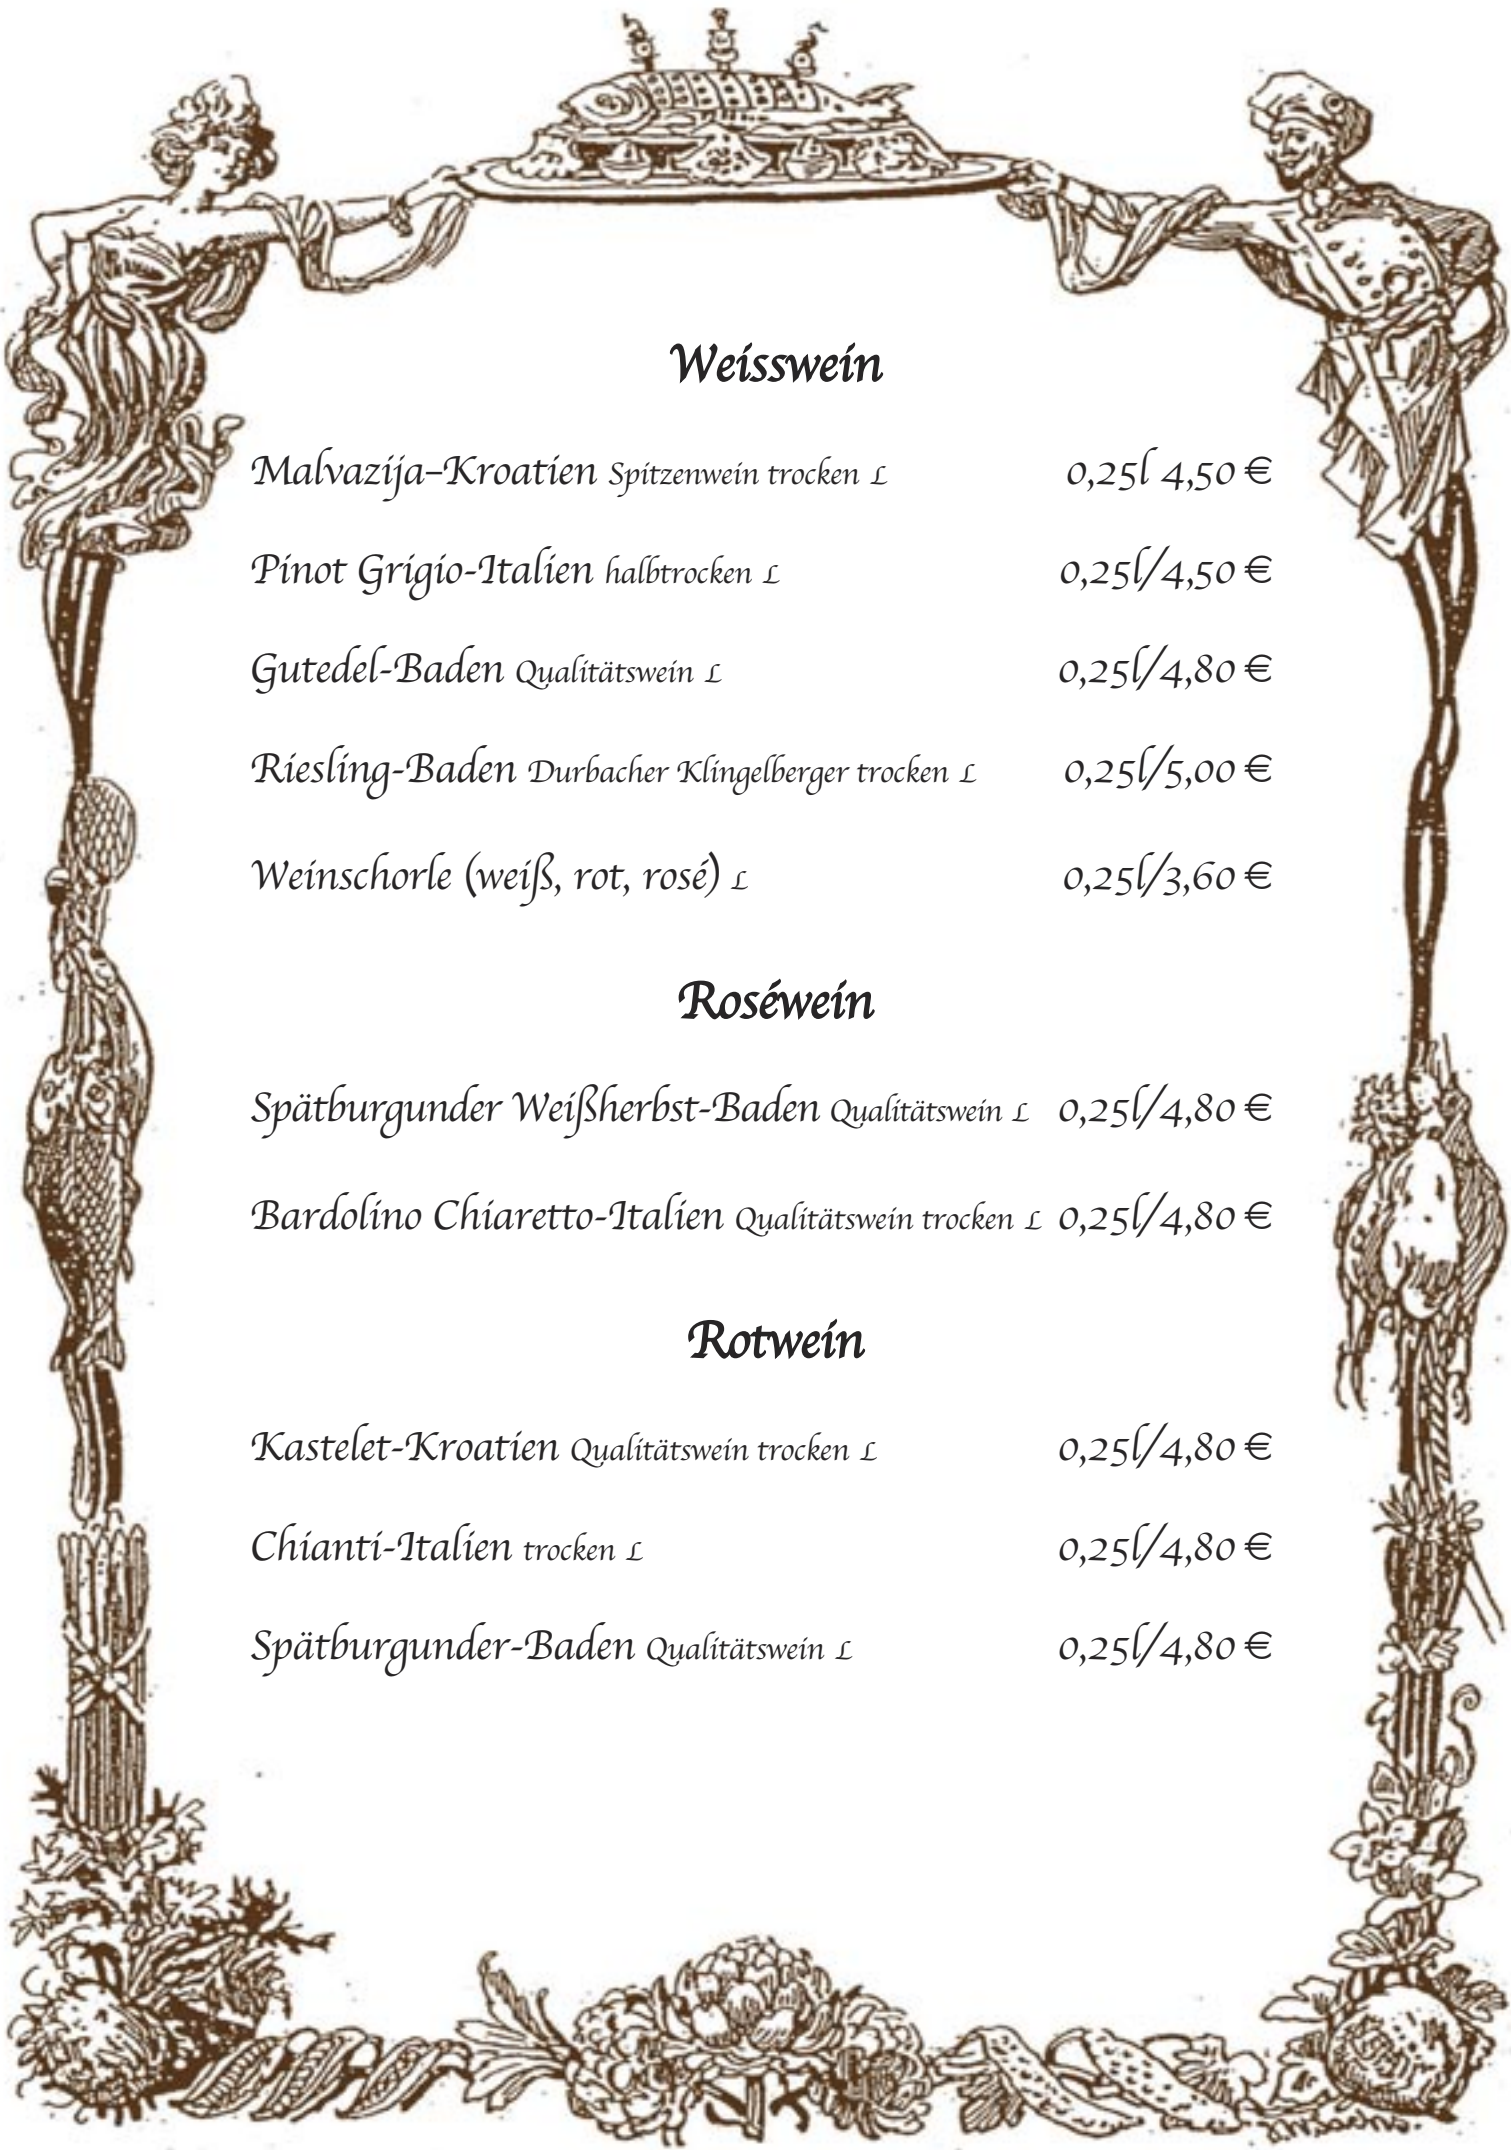 Weisswein
Malvazija–Kroatien Spitzenwein trocken L 0,25l 4,50 €
Pinot Grigio-Italien halbtrocken L 0,25l/4,50 €
Gutedel-Baden Qualitätswein L 0,25l/4,80 €
Riesling-Baden Durbacher Klingelberger trocken L 0,25l/5,00 €
Weinschorle (weiß, rot, rosé) L 0,25l/3,60 €
Roséwein
Spätburgunder Weißherbst-Baden Qualitätswein L 0,25l/4,80 €
Bardolino Chiaretto-Italien Qualitätswein trocken L 0,25l/4,80 €
Rotwein
Kastelet-Kroatien Qualitätswein trocken L 0,25l/4,80 €
Chianti-Italien trocken L 0,25l/4,80 €
Spätburgunder-Baden Qualitätswein L 0,25l/4,80 €